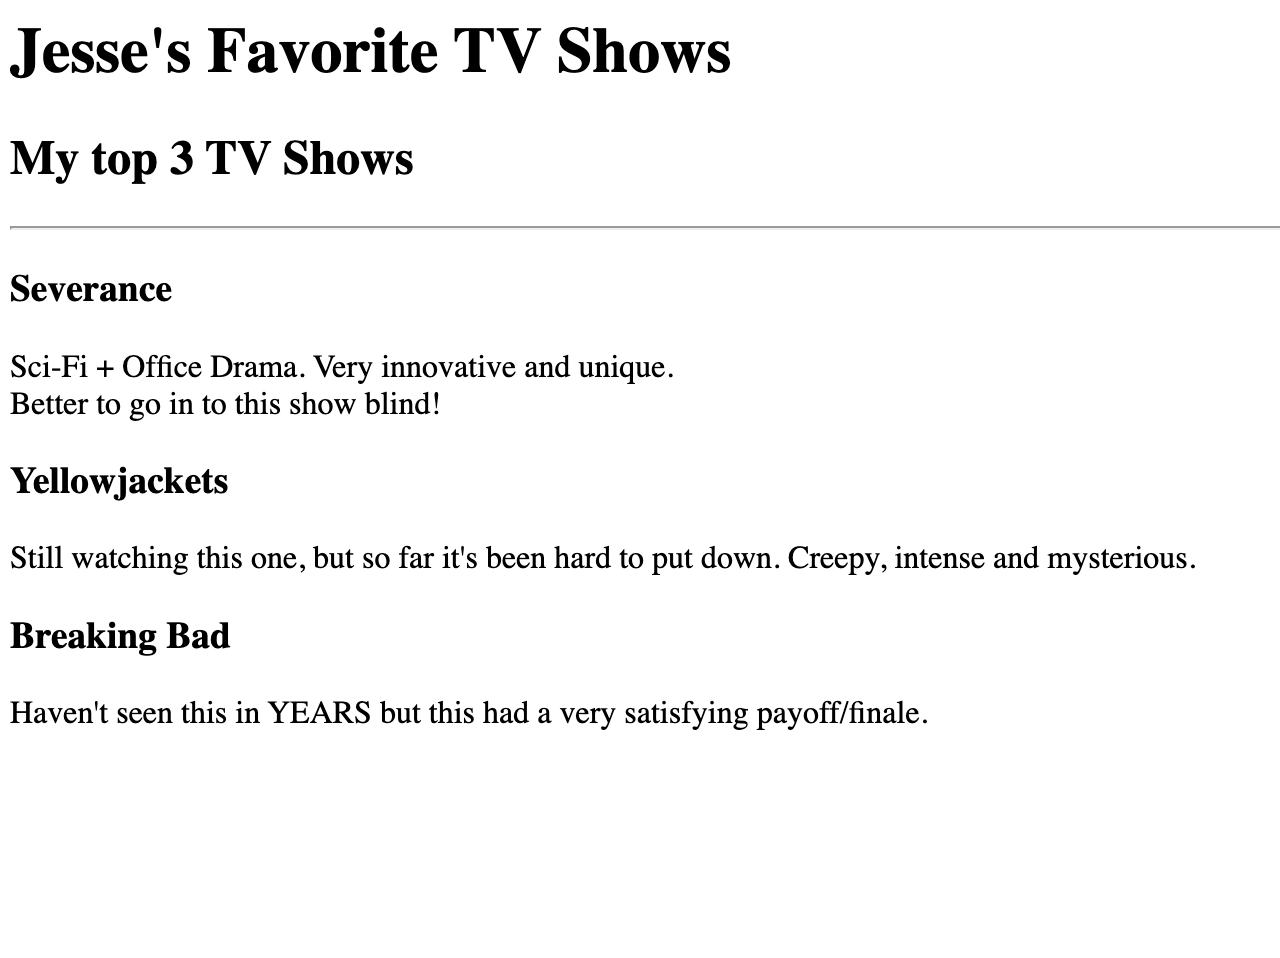 Jesse's Favorite TV Shows
My top 3 TV Shows
Severance
Sci-Fi + Office Drama. Very innovative and unique.
Better to go in to this show blind!
Yellowjackets
Still watching this one, but so far it's been hard to put down. Creepy, intense and mysterious.
Breaking Bad
Haven't seen this in YEARS but this had a very satisfying payoff/finale.